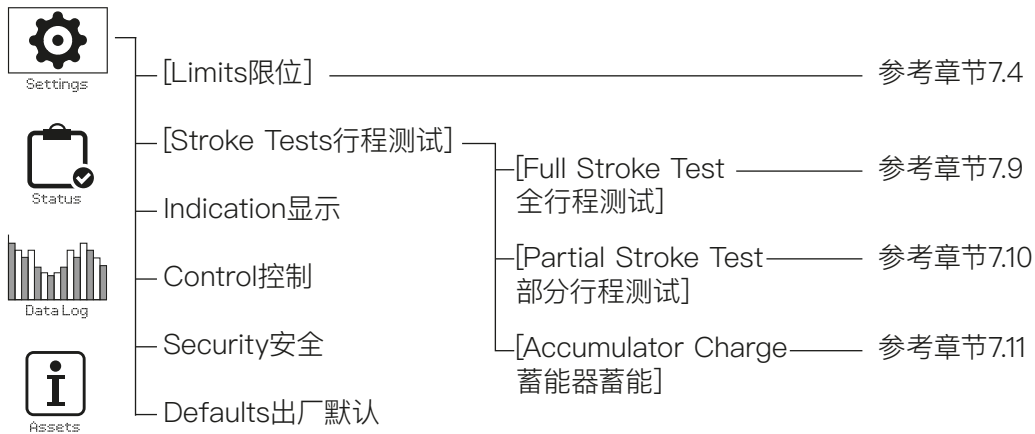 Settings
Status
Data Log
Assets
[Limits限位]
参考章节7.4
[Stroke Tests行程测试]
[Full Stroke Test
全行程测试]
参考章节7.9
[Partial Stroke Test
部分行程测试]
参考章节7.10
[Accumulator Charge
蓄能器蓄能]
参考章节7.11
Indication显示
Control控制
Security安全
Defaults出厂默认